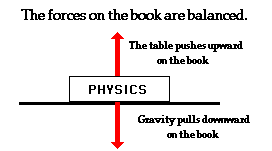 The forces on the book are balanced.
The table pushes upward
on the book
PHYSICS
Gravity pulls downward
on the book